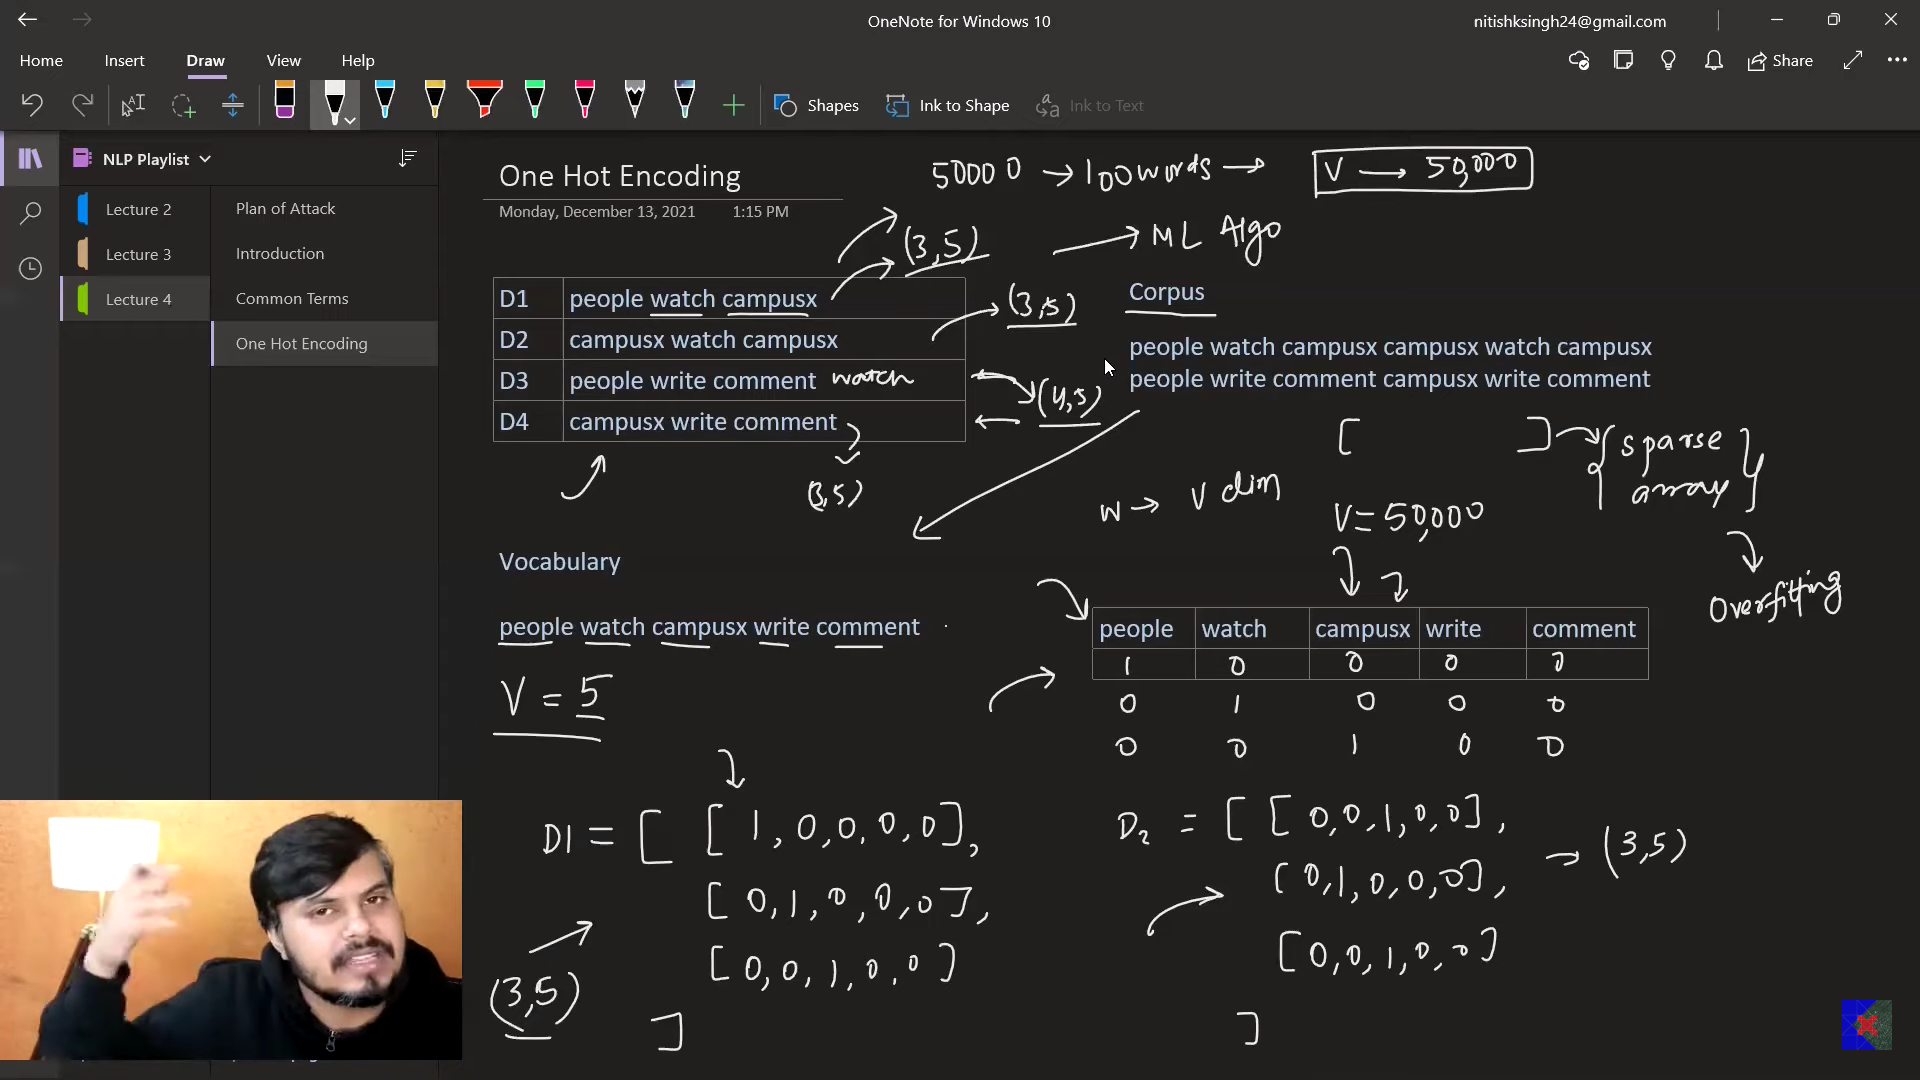 OneNote for Windows 10
nitishksingh24@gmail.com
Home Insert Draw View Help
Share
Shapes Ink to Shape Ink to Text
NLP Playlist
Lecture 2
Lecture 3
Lecture 4
Plan of Attack
Introduction
Common Terms
One Hot Encoding
One Hot Encoding
Monday, December 13, 2021 1:15 PM
50000 → 100 words → V → 50,000
(3,5) → ML Algo
D1 people watch campusx
D2 campusx watch campusx (3,5)
D3 people write comment watch (4,5)
D4 campusx write comment
(3,5)
Corpus
people watch campusx campusx watch campusx
people write comment campusx write comment
[ ] { sparse
array }
W → V dim
V = 50,000
Overfitting
Vocabulary
people watch campusx write comment
V = 5
people watch campusx write comment
1 0 0 0 0
0 1 0 0 0
0 0 1 0 0
D1 = [ [1,0,0,0,0],
[0,1,0,0,0],
[0,0,1,0,0]
]
(3,5)
D2 = [ [0,0,1,0,0],
[0,1,0,0,0], → (3,5)
[0,0,1,0,0]
]